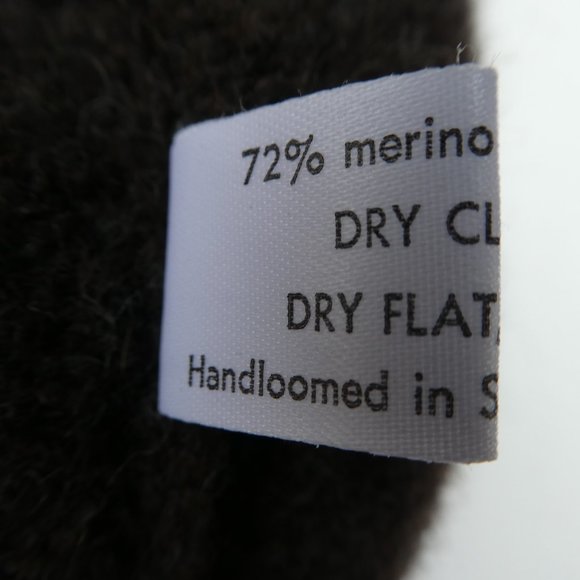 72% merino
DRY CL
DRY FLAT,
Handloomed in S